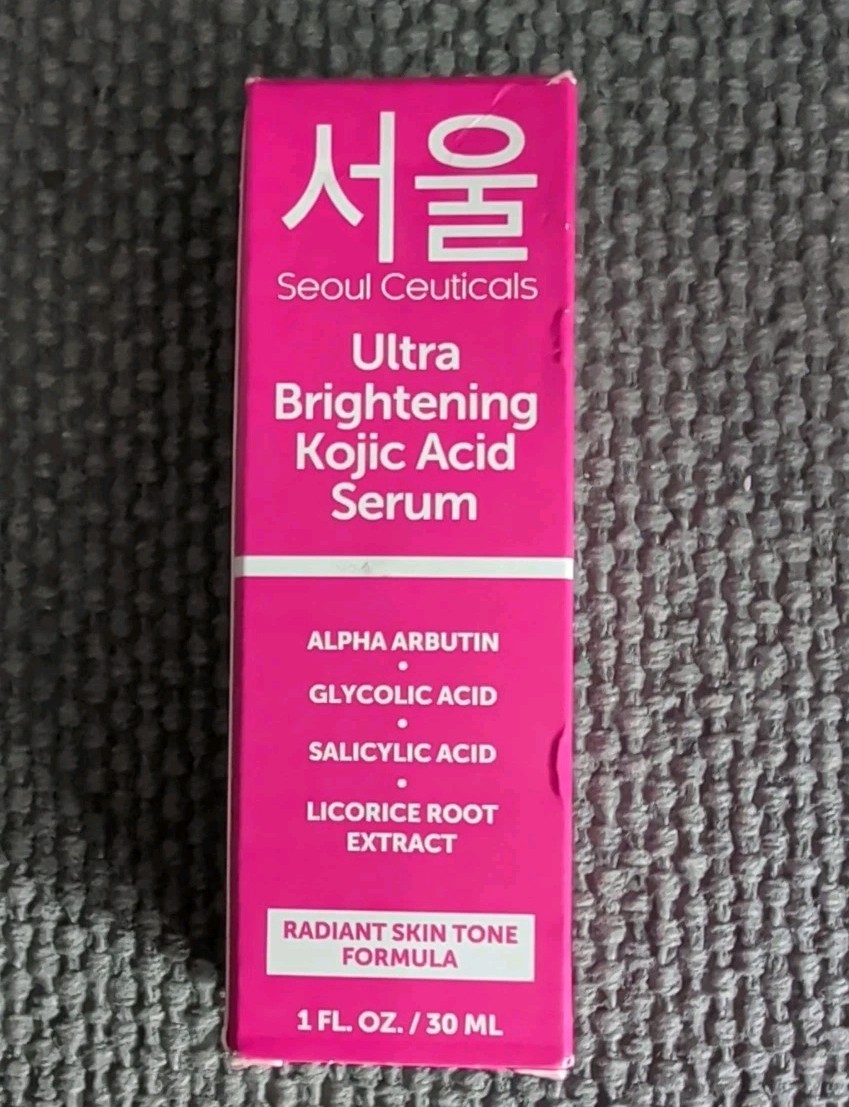 서울
Seoul Ceuticals
Ultra
Brightening
Kojic Acid
Serum
ALPHA ARBUTIN
•
GLYCOLIC ACID
•
SALICYLIC ACID
•
LICORICE ROOT
EXTRACT
RADIANT SKIN TONE
FORMULA
1 FL. OZ. / 30 ML